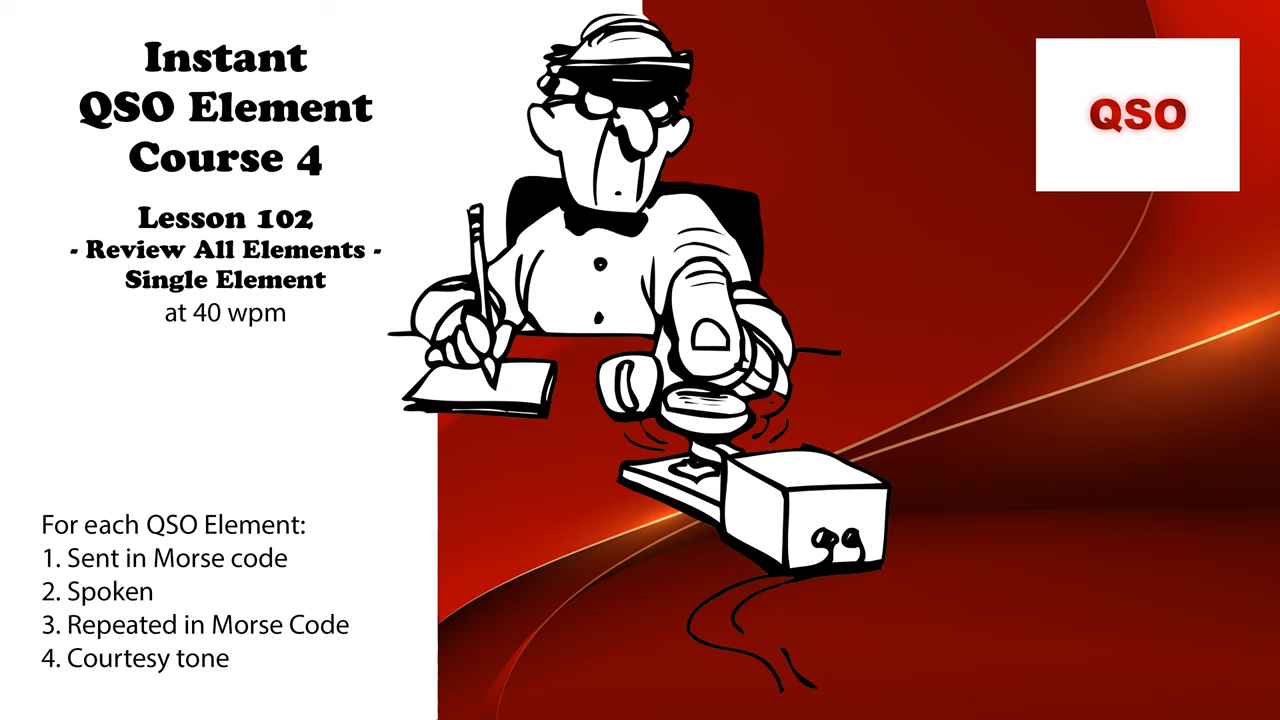 Instant
QSO Element
Course 4
Lesson 102
- Review All Elements -
Single Element
at 40 wpm
QSO
For each QSO Element:
1. Sent in Morse code
2. Spoken
3. Repeated in Morse Code
4. Courtesy tone